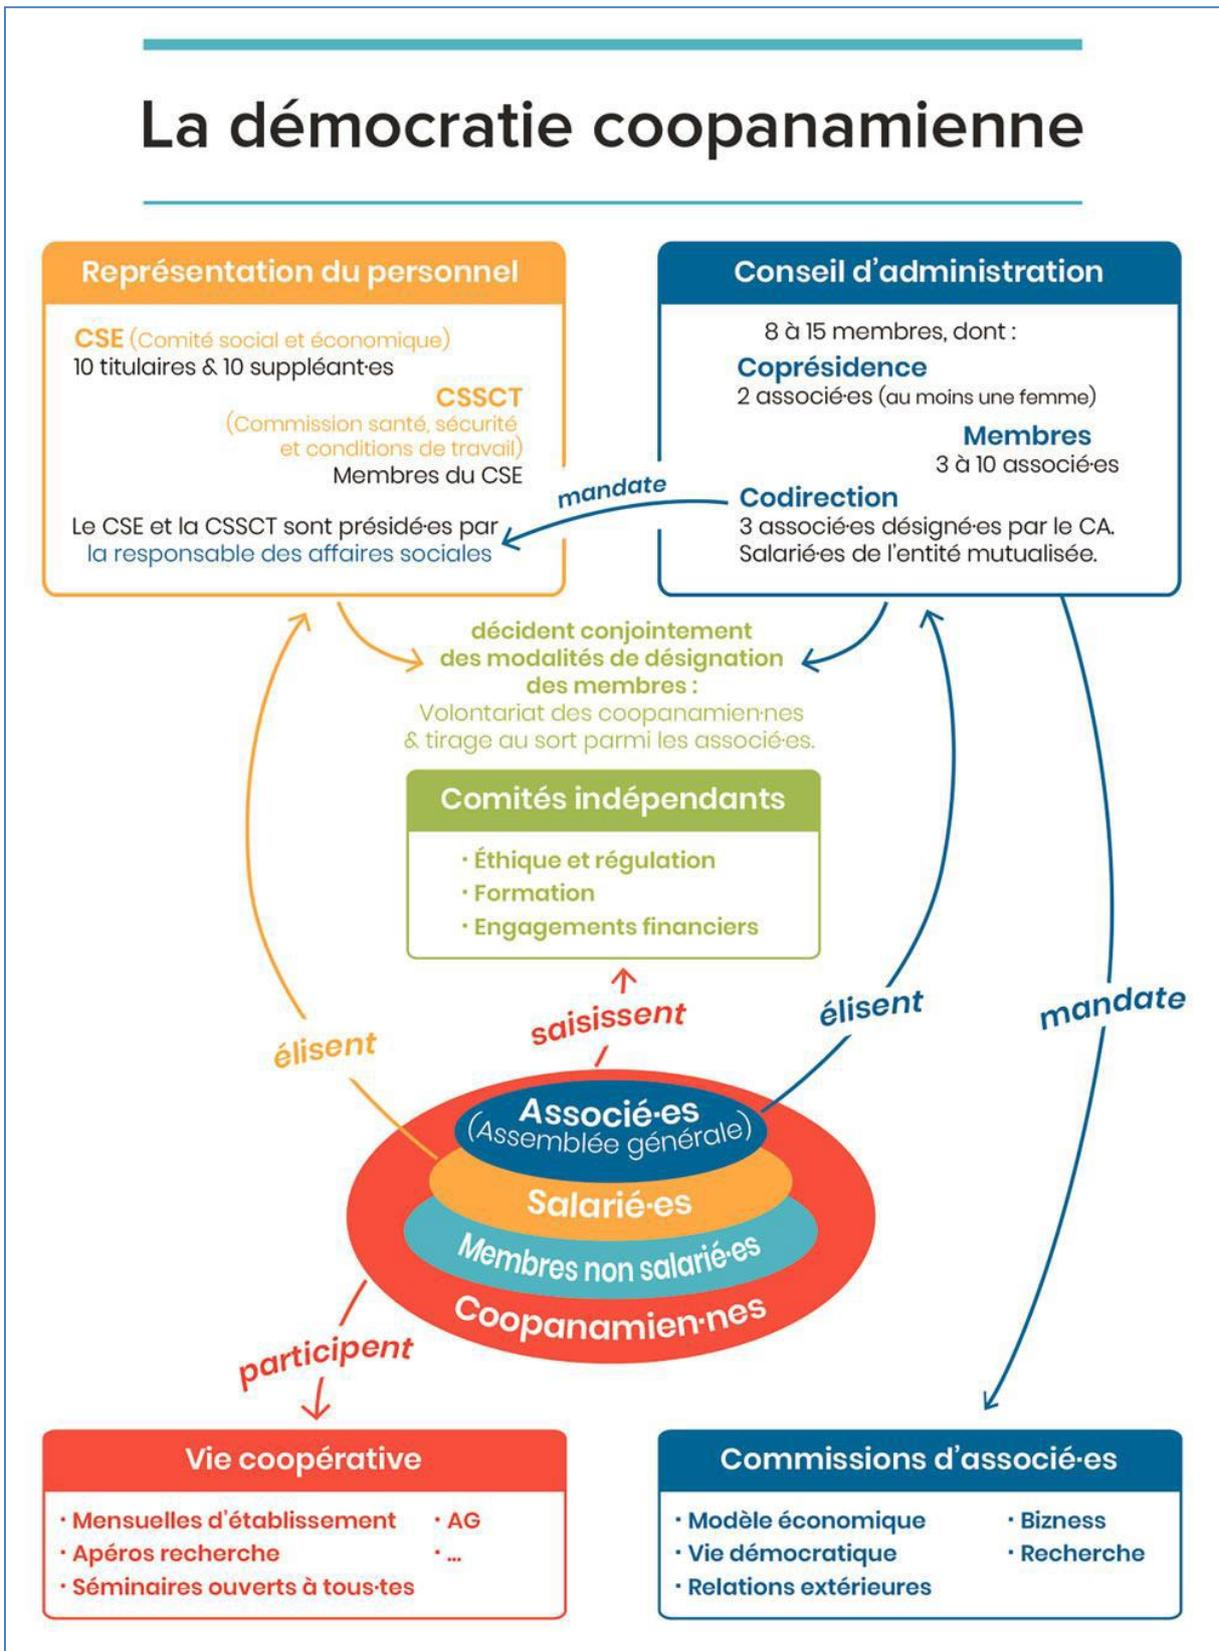 La démocratie coopanamienne
Représentation du personnel
CSE (Comité social et économique)
10 titulaires & 10 suppléant·es
CSSCT
(Commission santé, sécurité
et conditions de travail)
Membres du CSE
Le CSE et la CSSCT sont présidé·es par
la responsable des affaires sociales
mandate
Conseil d'administration
8 à 15 membres, dont :
Coprésidence
2 associé·es (au moins une femme)
Membres
3 à 10 associé·es
Codirection
3 associé·es désigné·es par le CA.
Salarié·es de l'entité mutualisée.
décident conjointement
des modalités de désignation
des membres :
Volontariat des coopanamien·nes
& tirage au sort parmi les associé·es.
Comités indépendants
· Éthique et régulation
· Formation
· Engagements financiers
saisissent
élisent
élisent
mandate
Associé·es
(Assemblée générale)
Salarié·es
Membres non salarié·es
Coopanamien·nes
participent
Vie coopérative
· Mensuelles d'établissement
· Apéros recherche
· Séminaires ouverts à tous·tes
· AG
· ...
Commissions d'associé·es
· Modèle économique
· Vie démocratique
· Relations extérieures
· Bizness
· Recherche